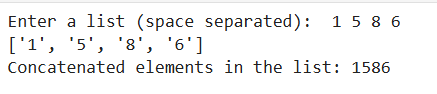 Enter a list (space separated):  1 5 8 6
['1', '5', '8', '6']
Concatenated elements in the list: 1586